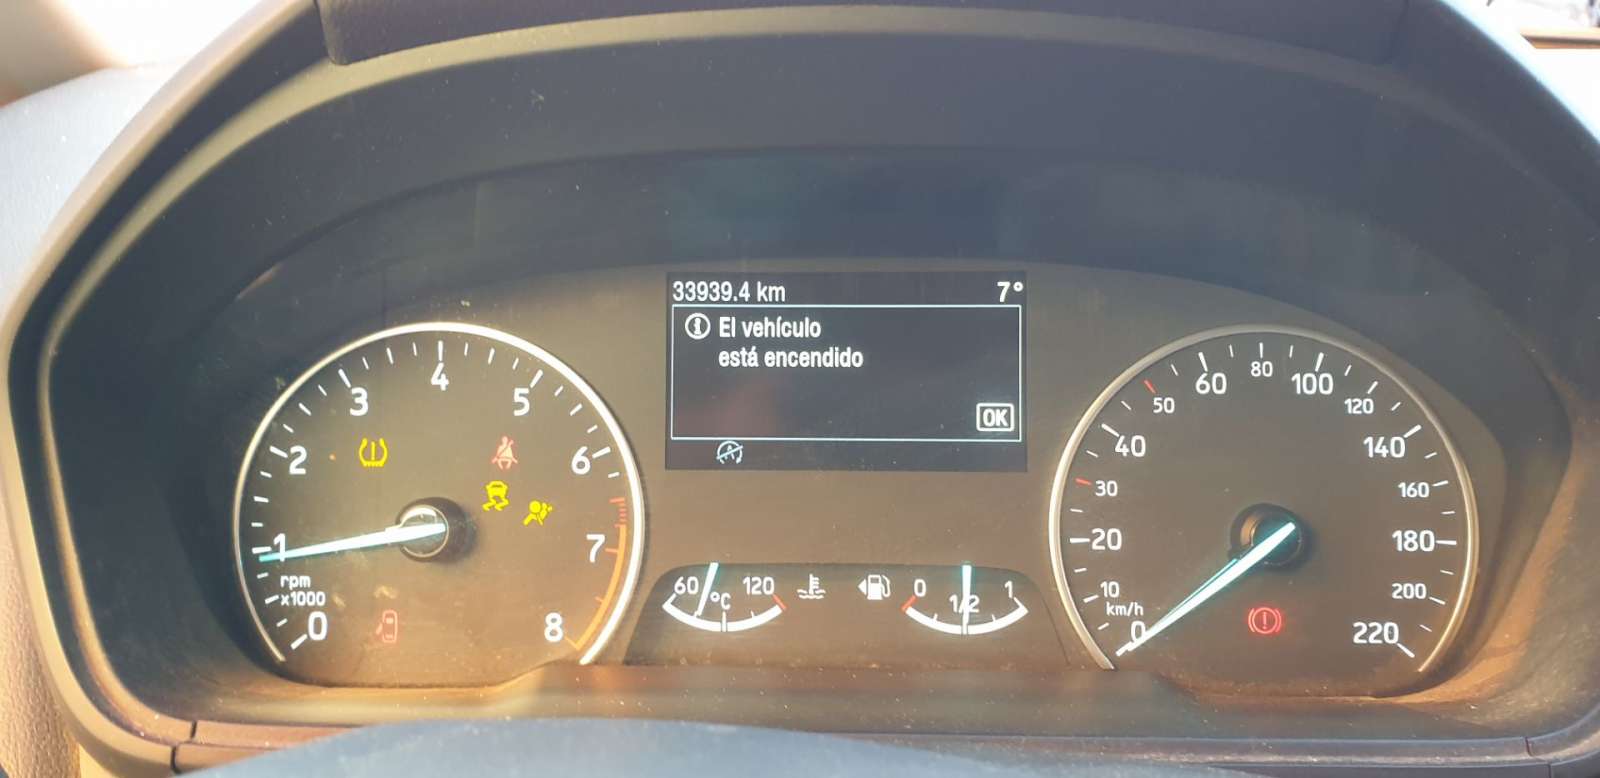 33939.4 km 7°
El vehículo
está encendido
OK
0 1 2 3 4 5 6 7 8
rpm
x1000
60 120
°C
0 1/2 1
0 10 20 30 40 50 60 80 100 120 140 160 180 200 220
km/h